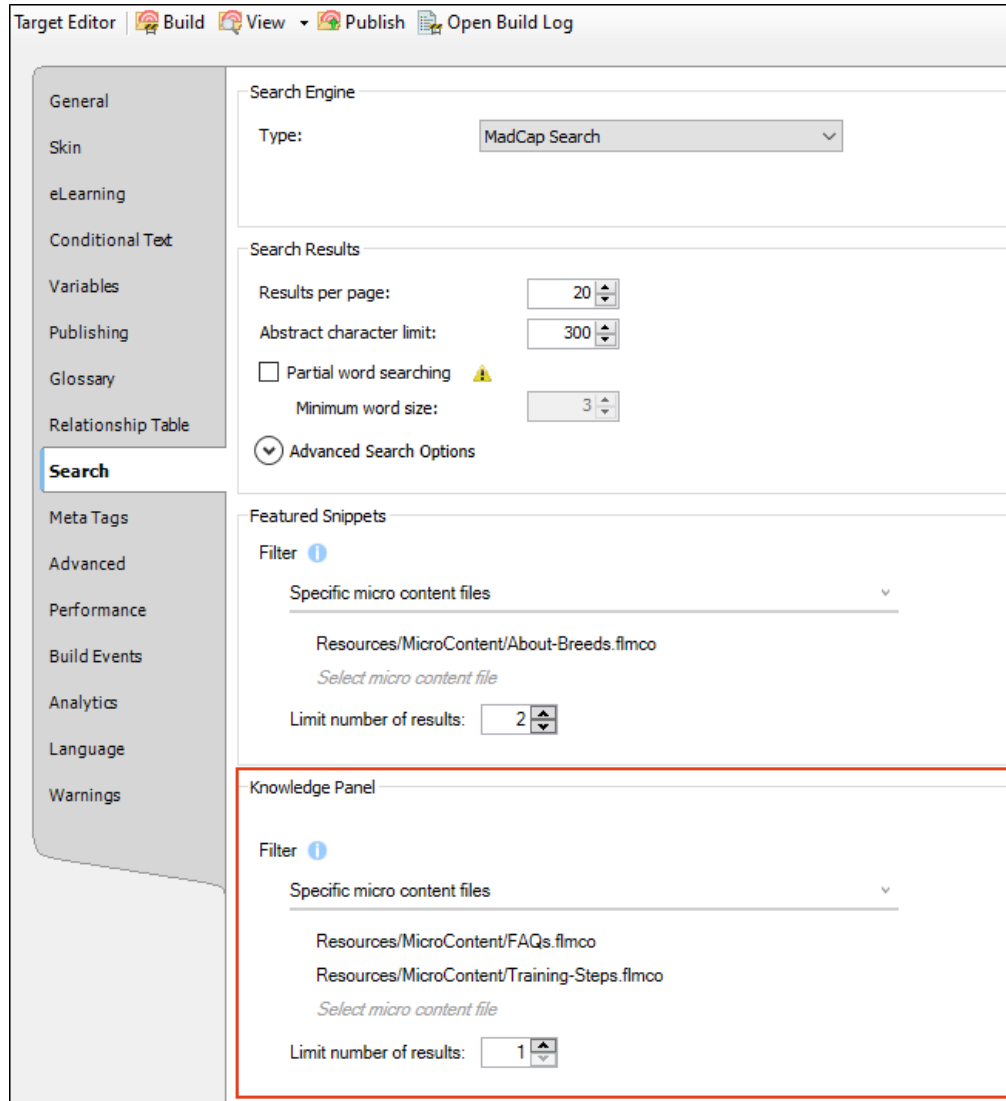 Target Editor Build View Publish Open Build Log
General
Skin
eLearning
Conditional Text
Variables
Publishing
Glossary
Relationship Table
Search
Meta Tags
Advanced
Performance
Build Events
Analytics
Language
Warnings
Search Engine
Type: MadCap Search
Search Results
Results per page: 20
Abstract character limit: 300
Partial word searching
Minimum word size: 3
Advanced Search Options
Featured Snippets
Filter
Specific micro content files
Resources/MicroContent/About-Breeds.flmco
Select micro content file
Limit number of results: 2
Knowledge Panel
Filter
Specific micro content files
Resources/MicroContent/FAQs.flmco
Resources/MicroContent/Training-Steps.flmco
Select micro content file
Limit number of results: 1